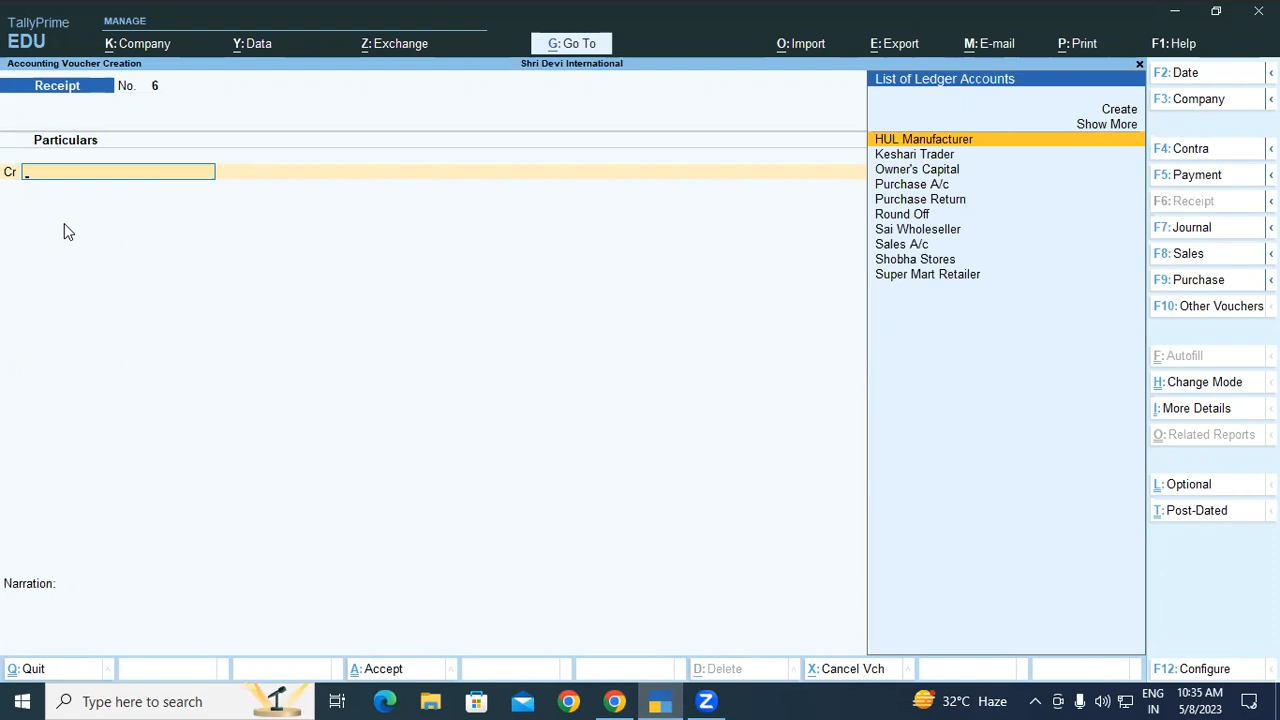 TallyPrime
EDU
MANAGE
K: Company
Y: Data
Z: Exchange
G: Go To
O: Import
E: Export
M: E-mail
P: Print
F1: Help
Accounting Voucher Creation
Shri Devi International
Receipt No. 6
Particulars
Cr
List of Ledger Accounts
Create
Show More
HUL Manufacturer
Keshari Trader
Owner's Capital
Purchase A/c
Purchase Return
Round Off
Sai Wholeseller
Sales A/c
Shobha Stores
Super Mart Retailer
F2: Date
F3: Company
F4: Contra
F5: Payment
F6: Receipt
F7: Journal
F8: Sales
F9: Purchase
F10: Other Vouchers
F: Autofill
H: Change Mode
I: More Details
O: Related Reports
L: Optional
T: Post-Dated
Narration:
Q: Quit
A: Accept
D: Delete
X: Cancel Vch
F12: Configure
Type here to search
32°C Haze
ENG
IN
10:35 AM
5/8/2023